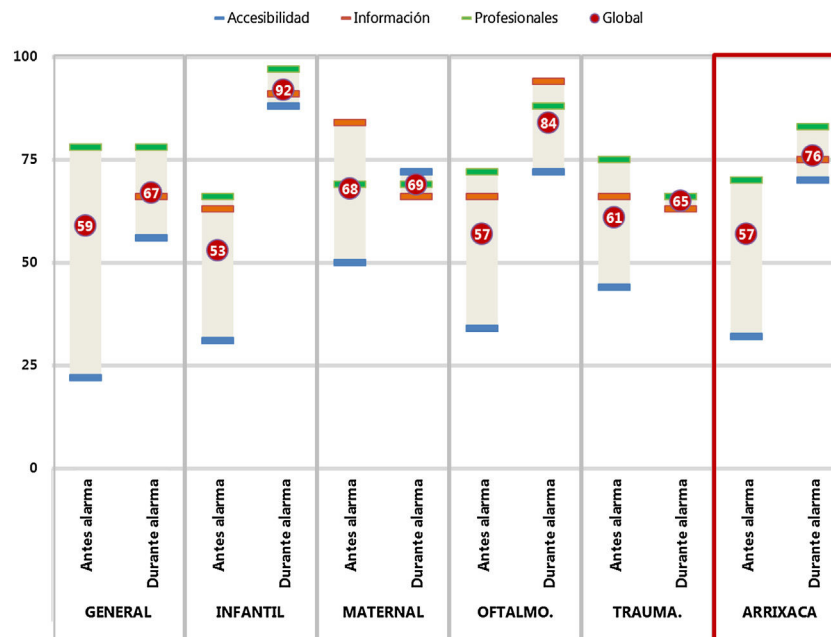 Accesibilidad Información Profesionales Global
100
75
50
25
0
59
67
53
92
68
69
57
84
61
65
57
76
Antes alarma
Durante alarma
Antes alarma
Durante alarma
Antes alarma
Durante alarma
Antes alarma
Durante alarma
Antes alarma
Durante alarma
Antes alarma
Durante alarma
GENERAL INFANTIL MATERNAL OFTALMO. TRAUMA. ARRIXACA